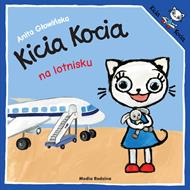 Anita Głowińska
Kicia Kocia
na lotnisku
Media Rodzina